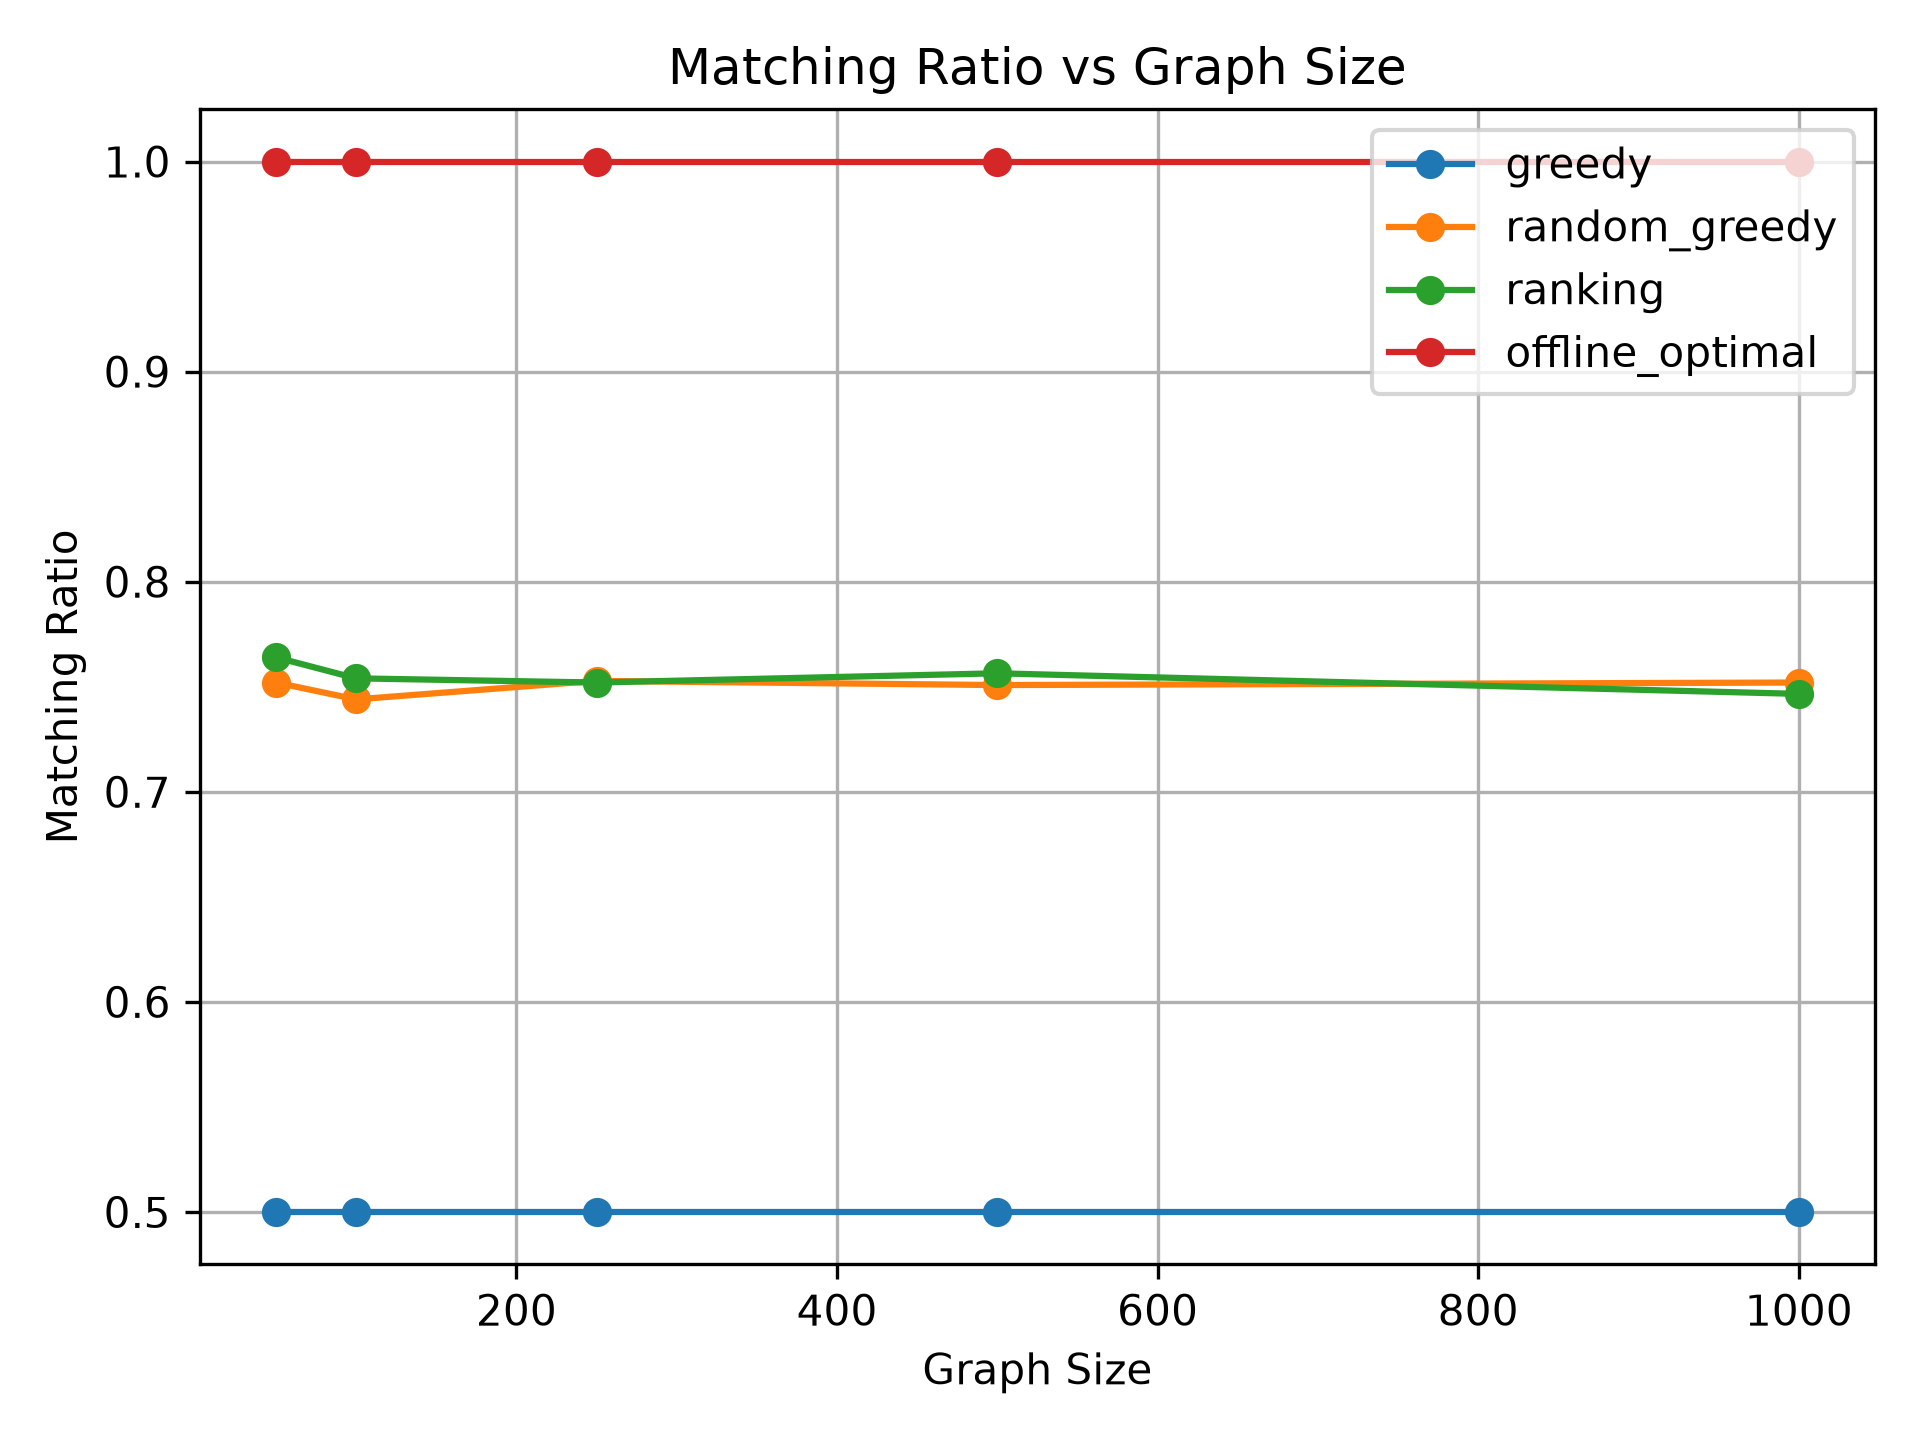 Matching Ratio vs Graph Size
greedy
random_greedy
ranking
offline_optimal
Matching Ratio
1.0
0.9
0.8
0.7
0.6
0.5
200 400 600 800 1000
Graph Size